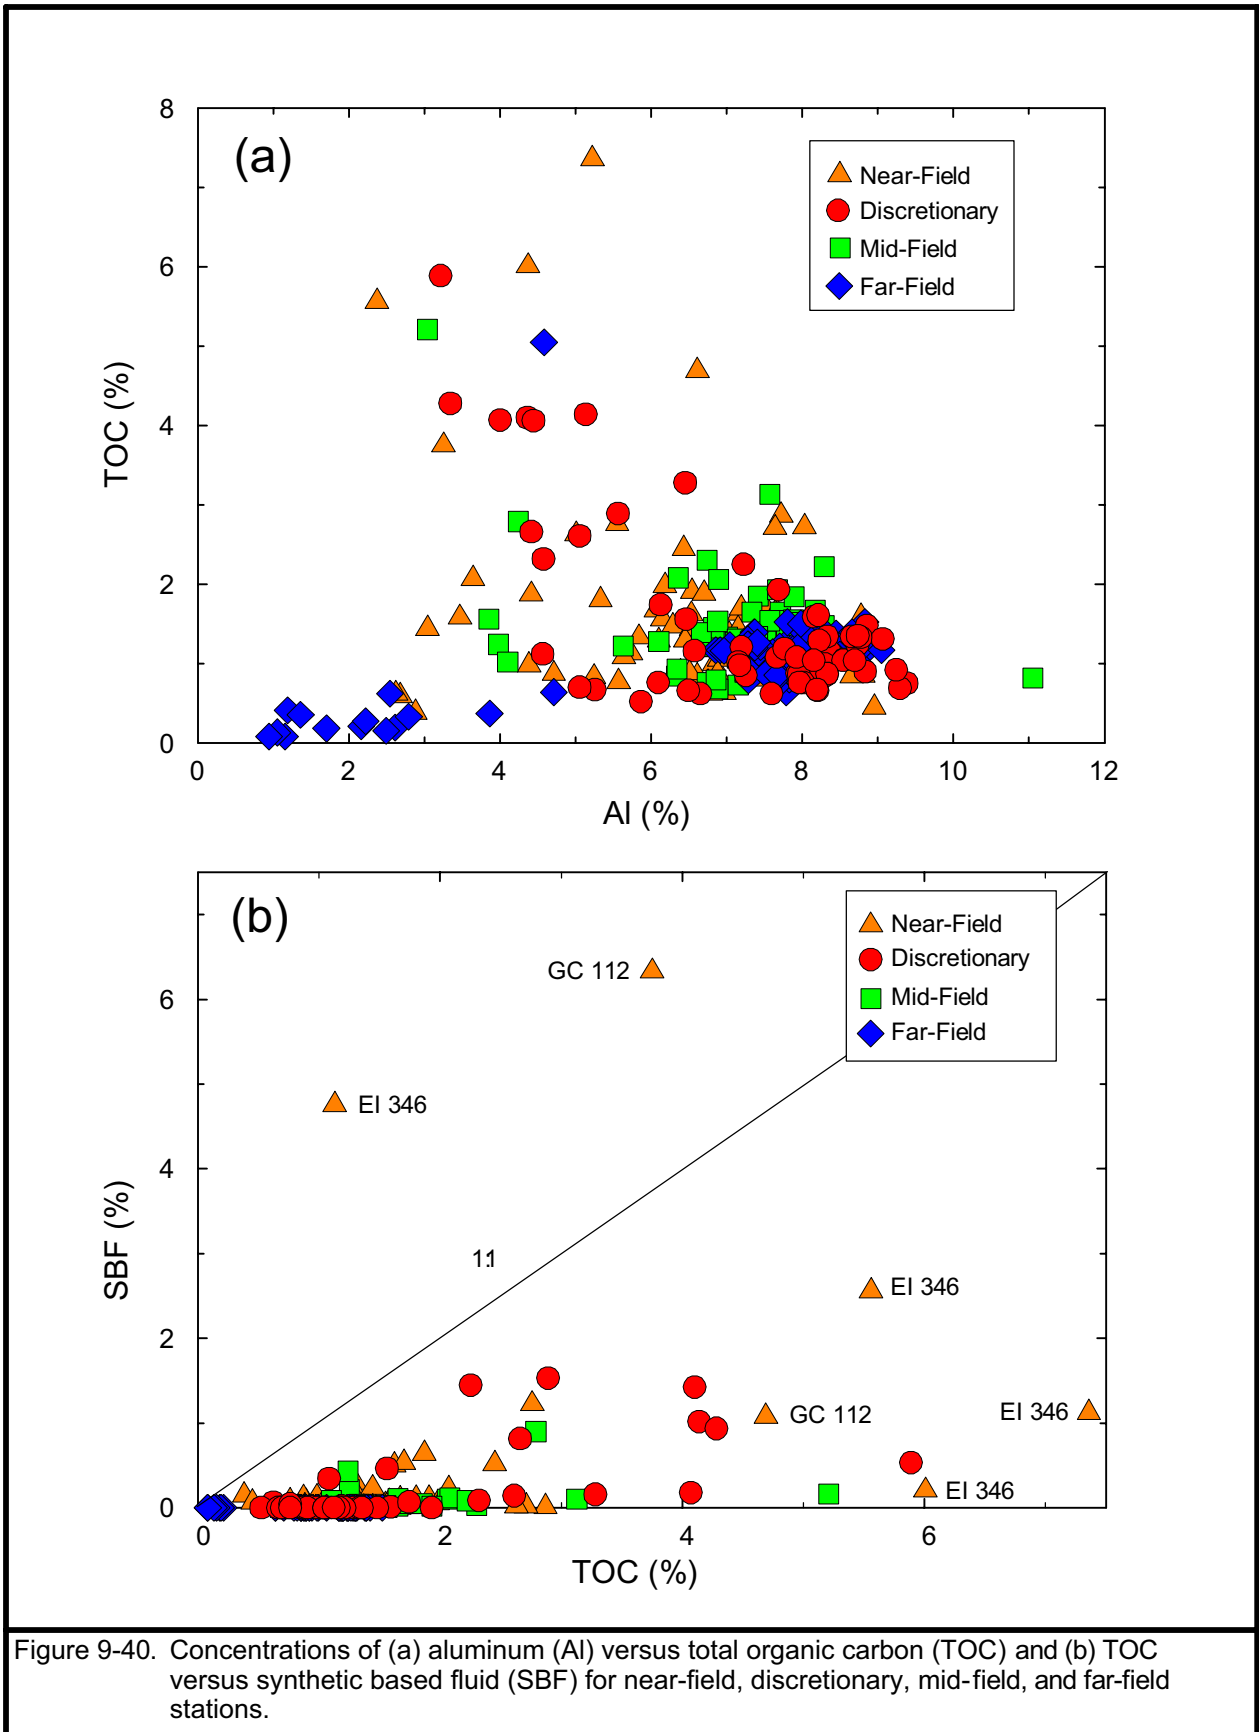 (a)
Near-Field
Discretionary
Mid-Field
Far-Field
8
6
4
2
0
TOC (%)
0 2 4 6 8 10 12
Al (%)
(b)
Near-Field
Discretionary
Mid-Field
Far-Field
GC 112
EI 346
1:1
EI 346
GC 112
EI 346
EI 346
6
4
2
0
SBF (%)
0 2 4 6
TOC (%)
Figure 9-40. Concentrations of (a) aluminum (Al) versus total organic carbon (TOC) and (b) TOC
versus synthetic based fluid (SBF) for near-field, discretionary, mid-field, and far-field
stations.